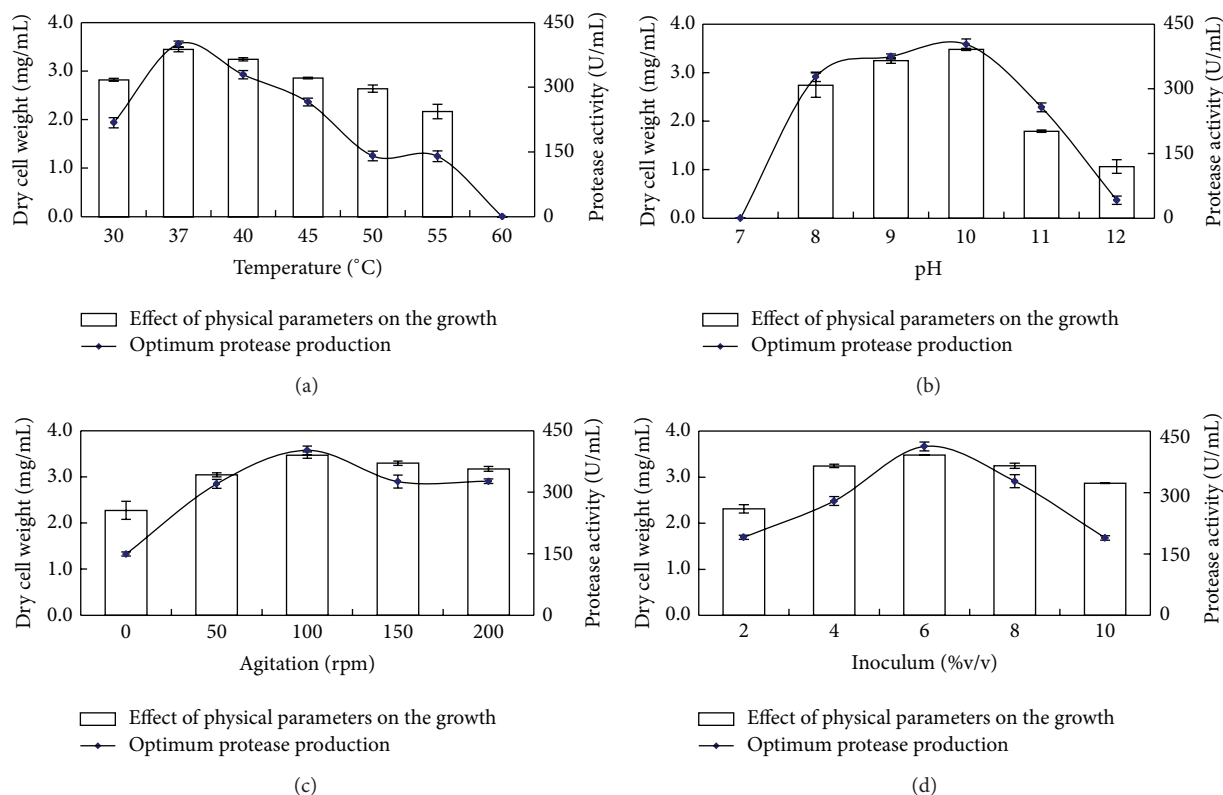 Dry cell weight (mg/mL)
4.0
3.0
2.0
1.0
0.0
450
300
150
0
Protease activity (U/mL)
30 37 40 45 50 55 60
Temperature (°C)
Effect of physical parameters on the growth
Optimum protease production
(a)
Dry cell weight (mg/mL)
4.0
3.0
2.0
1.0
0.0
450
300
150
0
Protease activity (U/mL)
7 8 9 10 11 12
pH
Effect of physical parameters on the growth
Optimum protease production
(b)
Dry cell weight (mg/mL)
4.0
3.0
2.0
1.0
0.0
450
300
150
0
Protease activity (U/mL)
0 50 100 150 200
Agitation (rpm)
Effect of physical parameters on the growth
Optimum protease production
(c)
Dry cell weight (mg/mL)
4.0
3.0
2.0
1.0
0.0
450
300
150
0
Protease activity (U/mL)
2 4 6 8 10
Inoculum (%v/v)
Effect of physical parameters on the growth
Optimum protease production
(d)